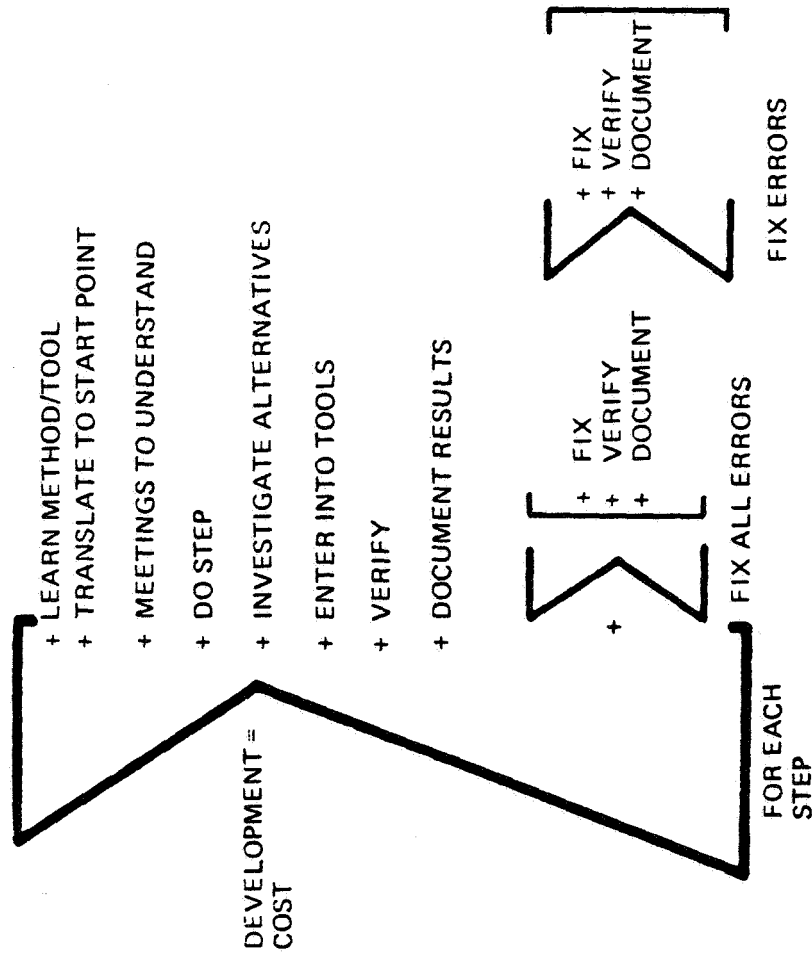 DEVELOPMENT =
COST
+ LEARN METHOD/TOOL
+ TRANSLATE TO START POINT
+ MEETINGS TO UNDERSTAND
+ DO STEP
+ INVESTIGATE ALTERNATIVES
+ ENTER INTO TOOLS
+ VERIFY
+ DOCUMENT RESULTS
+
+ FIX
+ VERIFY
+ DOCUMENT
+ FIX
+ VERIFY
+ DOCUMENT
FOR EACH
STEP
FIX ALL ERRORS
FIX ERRORS